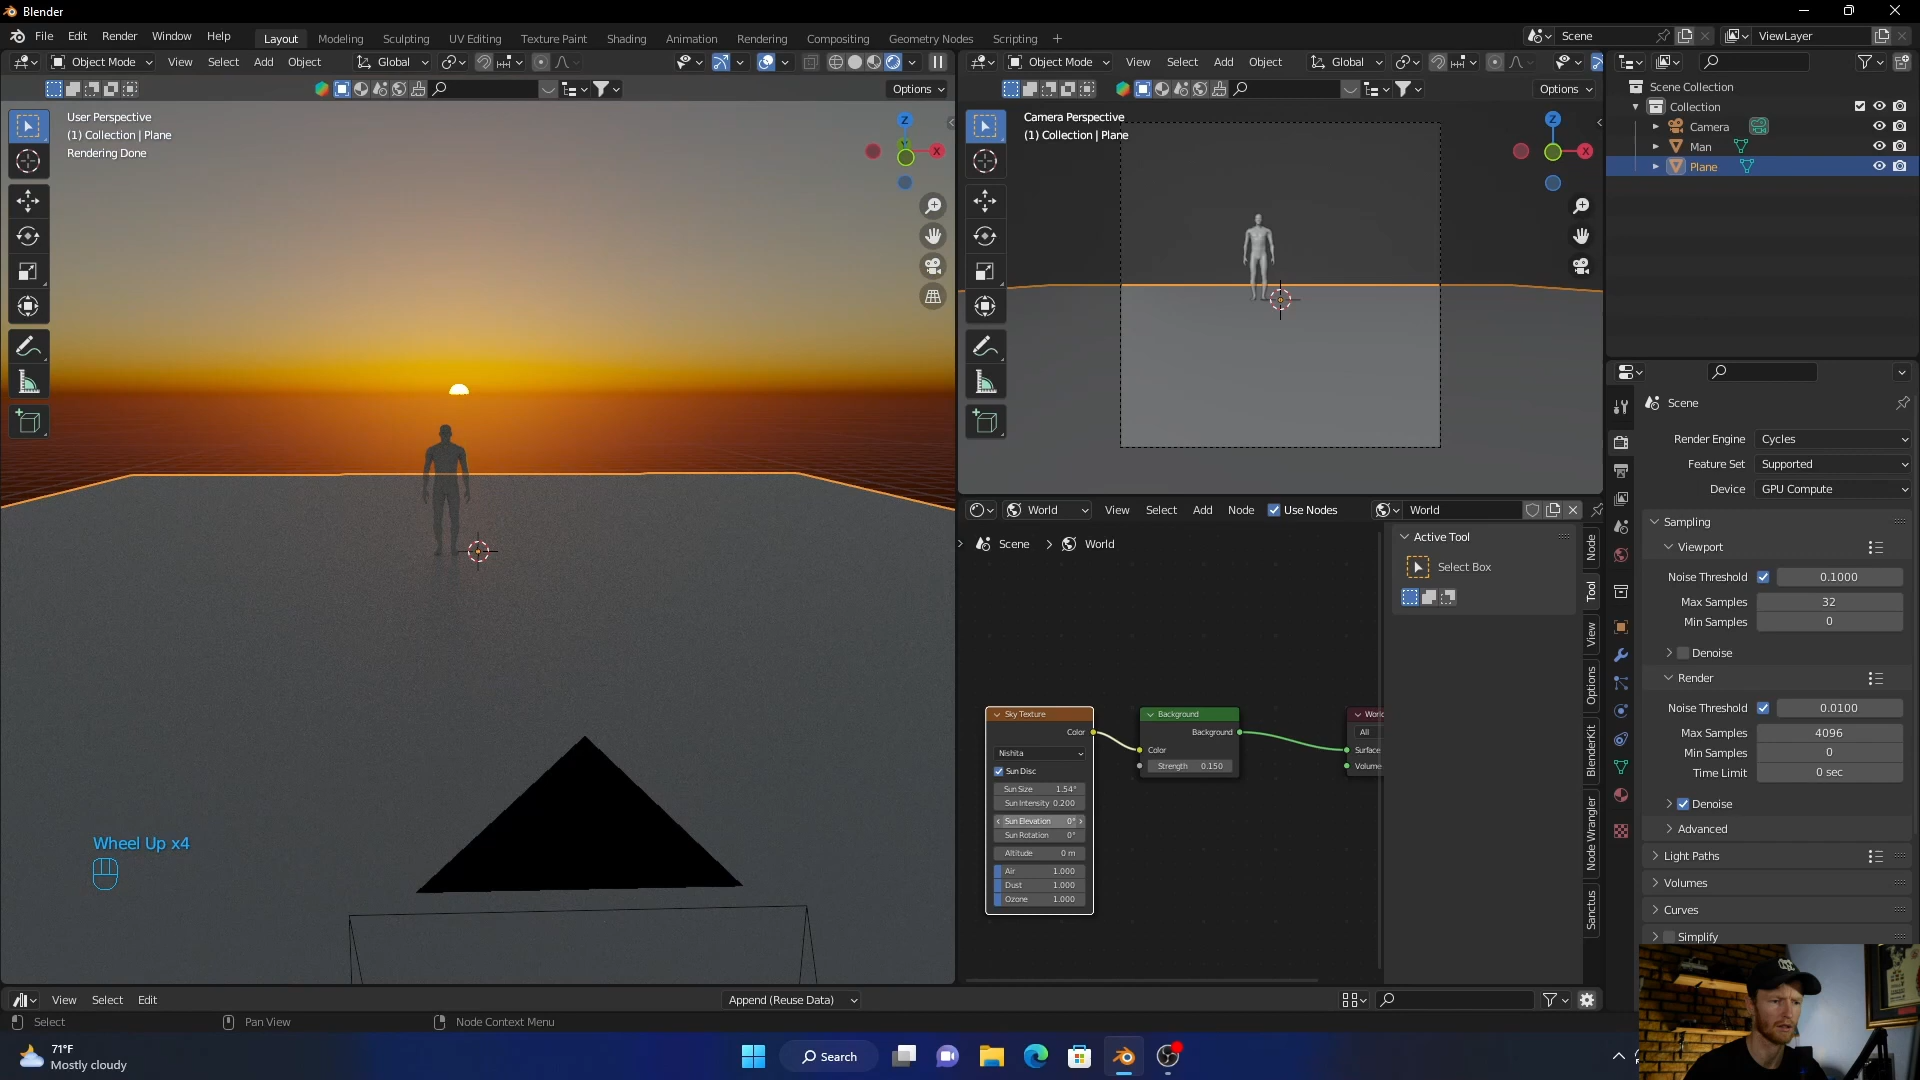 Blender
File Edit Render Window Help
Layout Modeling Sculpting UV Editing Texture Paint Shading Animation Rendering Compositing Geometry Nodes Scripting +
Scene
ViewLayer
Object Mode View Select Add Object Global
Object Mode View Select Add Object Global
Options
Options
User Perspective
(1) Collection | Plane
Rendering Done
Z
X
Y
Camera Perspective
(1) Collection | Plane
Z
X
Scene Collection
Collection
Camera
Man
Plane
Scene
Render Engine Cycles
Feature Set Supported
Device GPU Compute
Sampling
Viewport
Noise Threshold 0.1000
Max Samples 32
Min Samples 0
Denoise
Render
Noise Threshold 0.0100
Max Samples 4096
Min Samples 0
Time Limit 0 sec
Denoise
Advanced
Light Paths
Volumes
Curves
Simplify
World View Select Add Node Use Nodes World
Scene > World
Active Tool
Select Box
Node
Tool
View
Options
BlenderKit
Node Wrangler
Sanctus
Sky Texture
Color
Nishita
Sun Disc
Sun Size 1.54°
Sun Intensity 0.200
Sun Elevation 0°
Sun Rotation 0°
Altitude 0 m
Air 1.000
Dust 1.000
Ozone 1.000
Background
Background
Color
Strength 0.150
Worl
All
Surface
Volume
Wheel Up x4
View Select Edit
Append (Reuse Data)
Select
Pan View
Node Context Menu
71°F
Mostly cloudy
Search